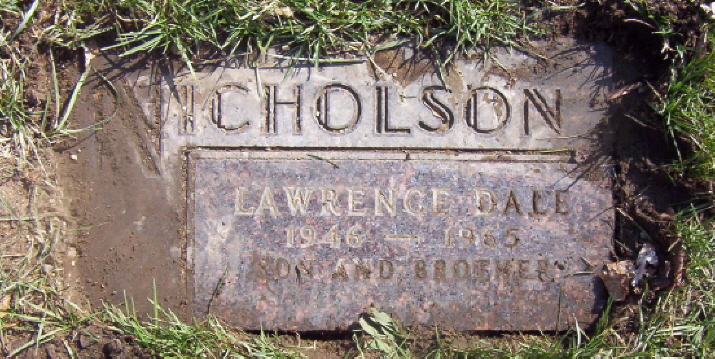 NICHOLSON
LAWRENCE DALE
1946 — 1965
SON AND BROTHER